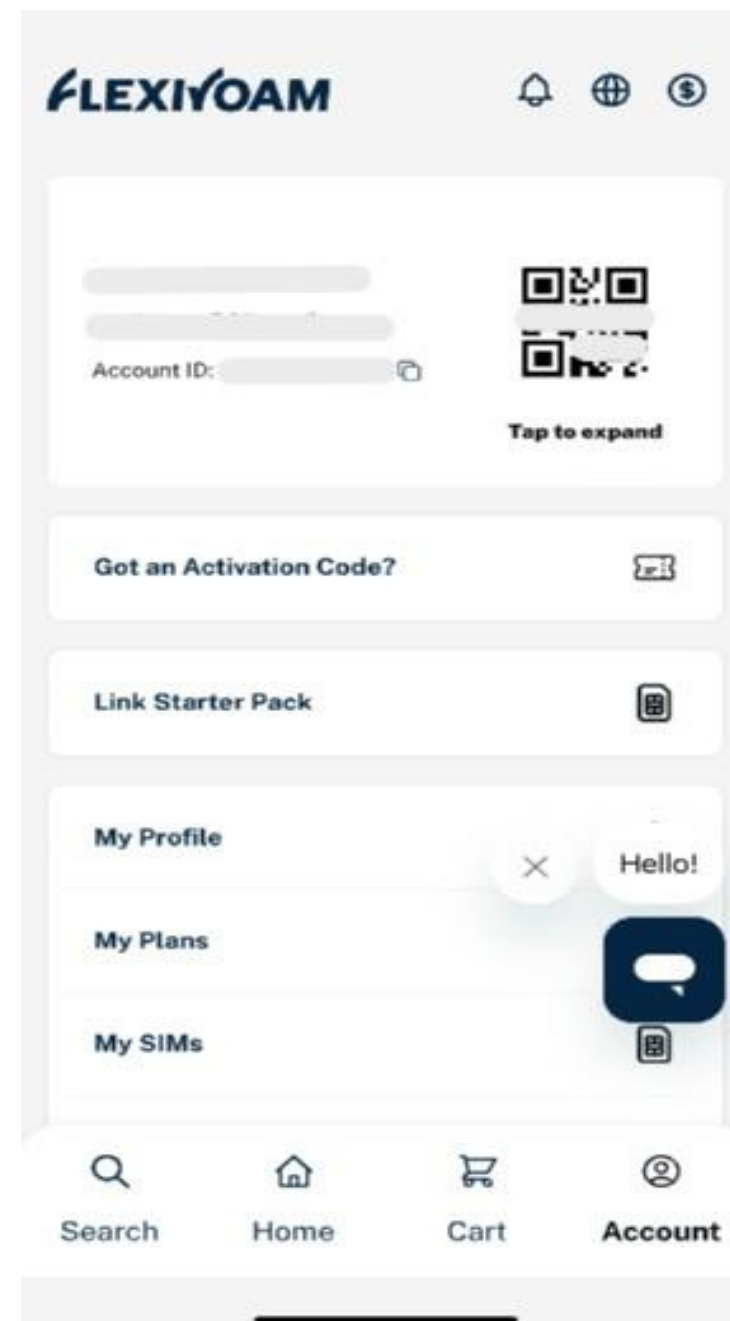 FLEXIROAM
Account ID:
Tap to expand
Got an Activation Code?
Link Starter Pack
My Profile
Hello!
My Plans
My SIMs
Search Home Cart Account